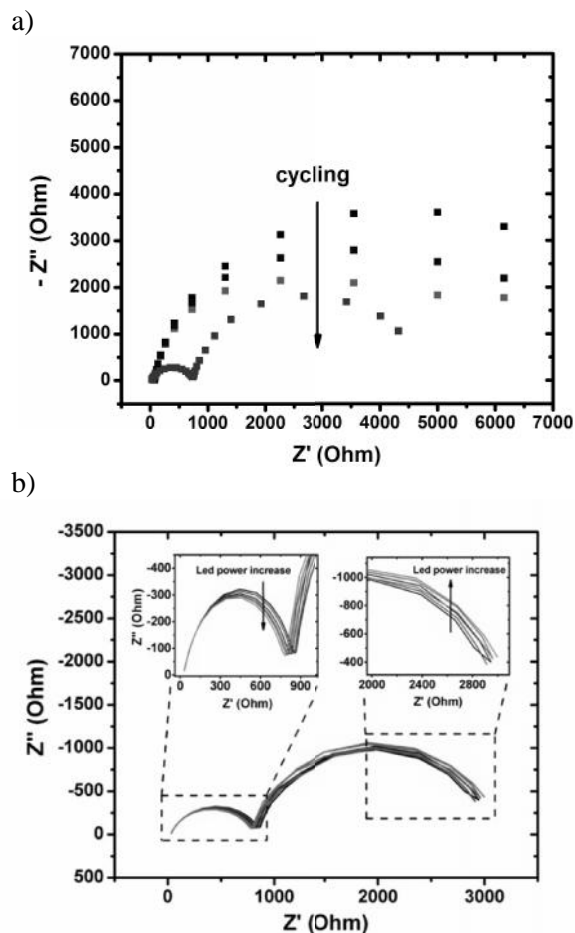 a)
7000
6000
5000
4000
3000
2000
1000
0
- Z" (Ohm)
cycling
0 1000 2000 3000 4000 5000 6000 7000
Z' (Ohm)
b)
-3500
-3000
-2500
-2000
-1500
-1000
-500
0
500
Z" (Ohm)
-400
-300
-200
-100
0
Z" (Ohm)
Led power increase
0 300 600 900
Z' (Ohm)
-1000
-800
-600
-400
Z" (Ohm)
Led power increase
2000 2400 2800
Z' (Ohm)
0 1000 2000 3000
Z' (Ohm)